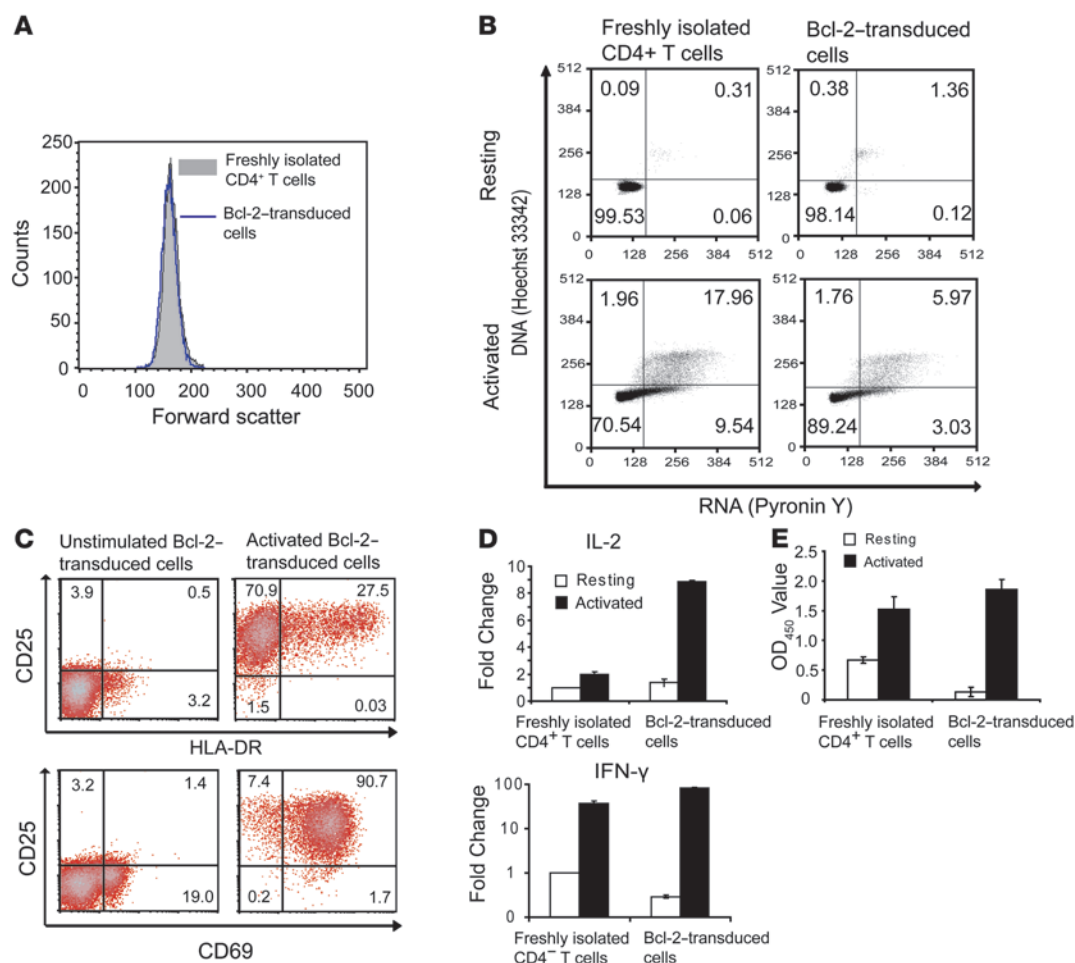 A
250
200
150
100
50
0
Counts
Freshly isolated
CD4+ T cells
Bcl-2–transduced
cells
0 100 200 300 400 500
Forward scatter
B
Freshly isolated
CD4+ T cells
Bcl-2–transduced
cells
Resting
Activated
DNA (Hoechst 33342)
512
384
256
128
0
0.09 0.31
99.53 0.06
0 128 256 384 512
512
384
256
128
0
0.38 1.36
98.14 0.12
0 128 256 384 512
512
384
256
128
0
1.96 17.96
70.54 9.54
0 128 256 384 512
512
384
256
128
0
1.76 5.97
89.24 3.03
0 128 256 384 512
RNA (Pyronin Y)
C
Unstimulated Bcl-2–
transduced cells
Activated Bcl-2–
transduced cells
CD25
3.9 0.5
3.2
70.9 27.5
1.5 0.03
HLA-DR
CD25
3.2 1.4
19.0
7.4 90.7
0.2 1.7
CD69
D
IL-2
Resting
Activated
Fold Change
10
8
6
4
2
0
Freshly isolated
CD4+ T cells
Bcl-2–transduced
cells
IFN-γ
Fold Change
100
10
1
0
Freshly isolated
CD4− T cells
Bcl-2–transduced
cells
E
Resting
Activated
OD450 Value
2.5
2.0
1.5
1.0
0.5
0
Freshly isolated
CD4+ T cells
Bcl-2–transduced
cells